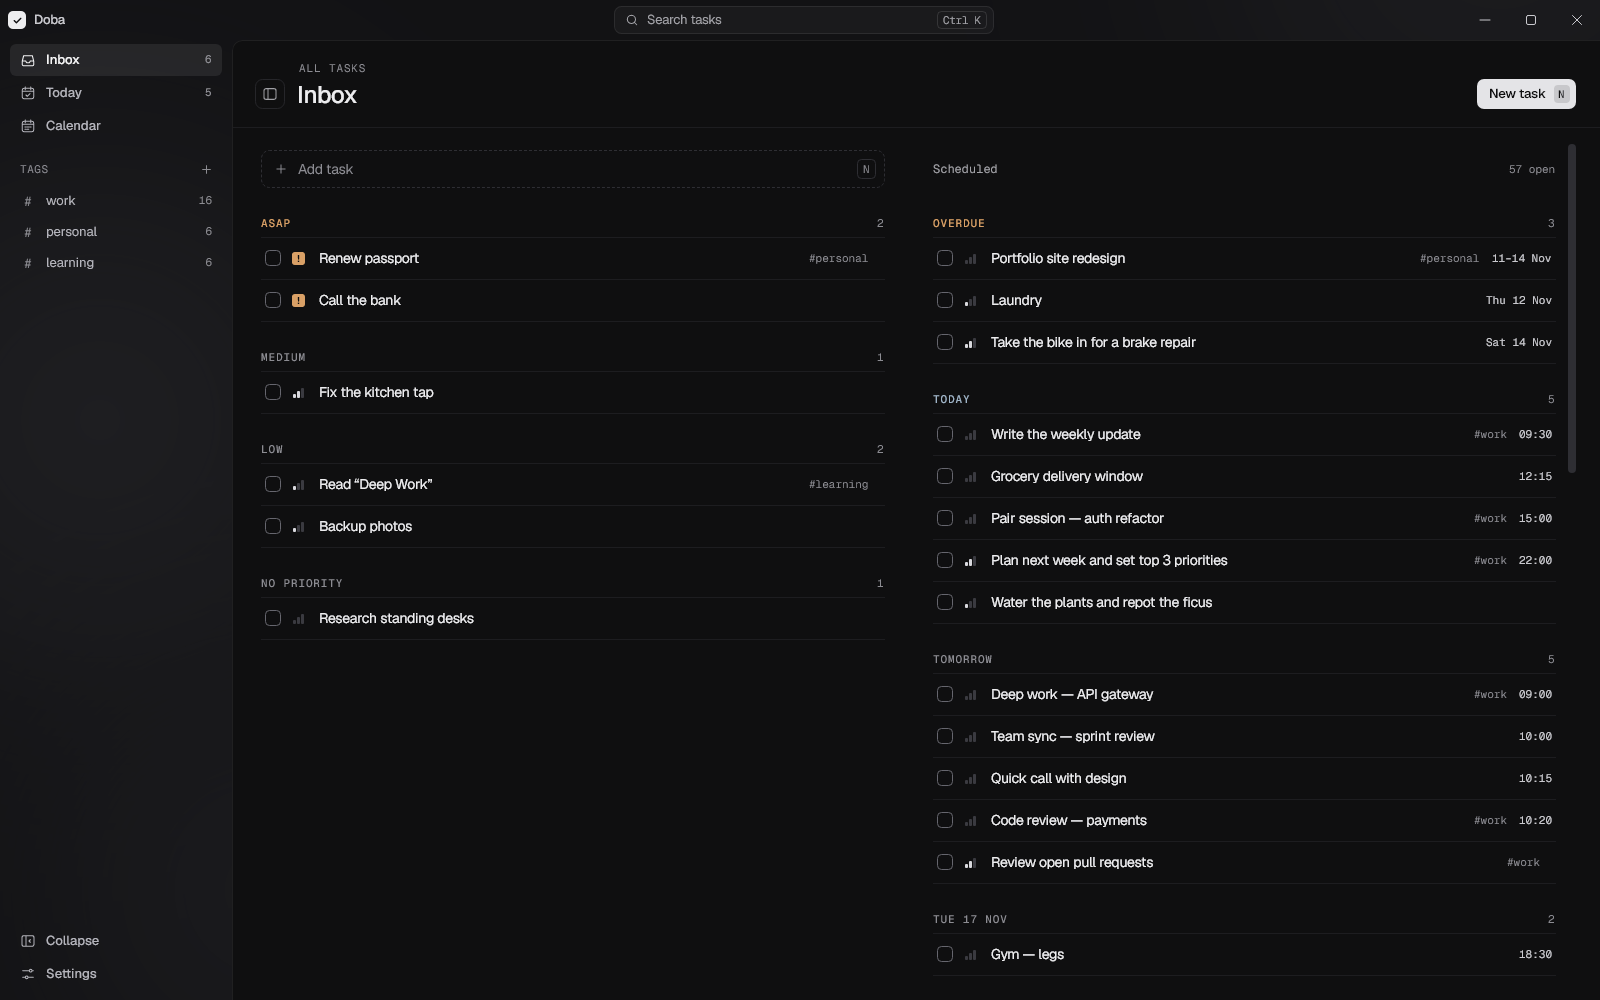 Doba
Search tasks Ctrl K
Inbox 6
Today 5
Calendar
TAGS +
# work 16
# personal 6
# learning 6
Collapse
Settings
ALL TASKS
Inbox
New task N
+ Add task N
ASAP 2
! Renew passport #personal
! Call the bank
MEDIUM 1
Fix the kitchen tap
LOW 2
Read “Deep Work” #learning
Backup photos
NO PRIORITY 1
Research standing desks
Scheduled 57 open
OVERDUE 3
Portfolio site redesign #personal 11–14 Nov
Laundry Thu 12 Nov
Take the bike in for a brake repair Sat 14 Nov
TODAY 5
Write the weekly update #work 09:30
Grocery delivery window 12:15
Pair session — auth refactor #work 15:00
Plan next week and set top 3 priorities #work 22:00
Water the plants and repot the ficus
TOMORROW 5
Deep work — API gateway #work 09:00
Team sync — sprint review 10:00
Quick call with design 10:15
Code review — payments #work 10:20
Review open pull requests #work
TUE 17 NOV 2
Gym — legs 18:30